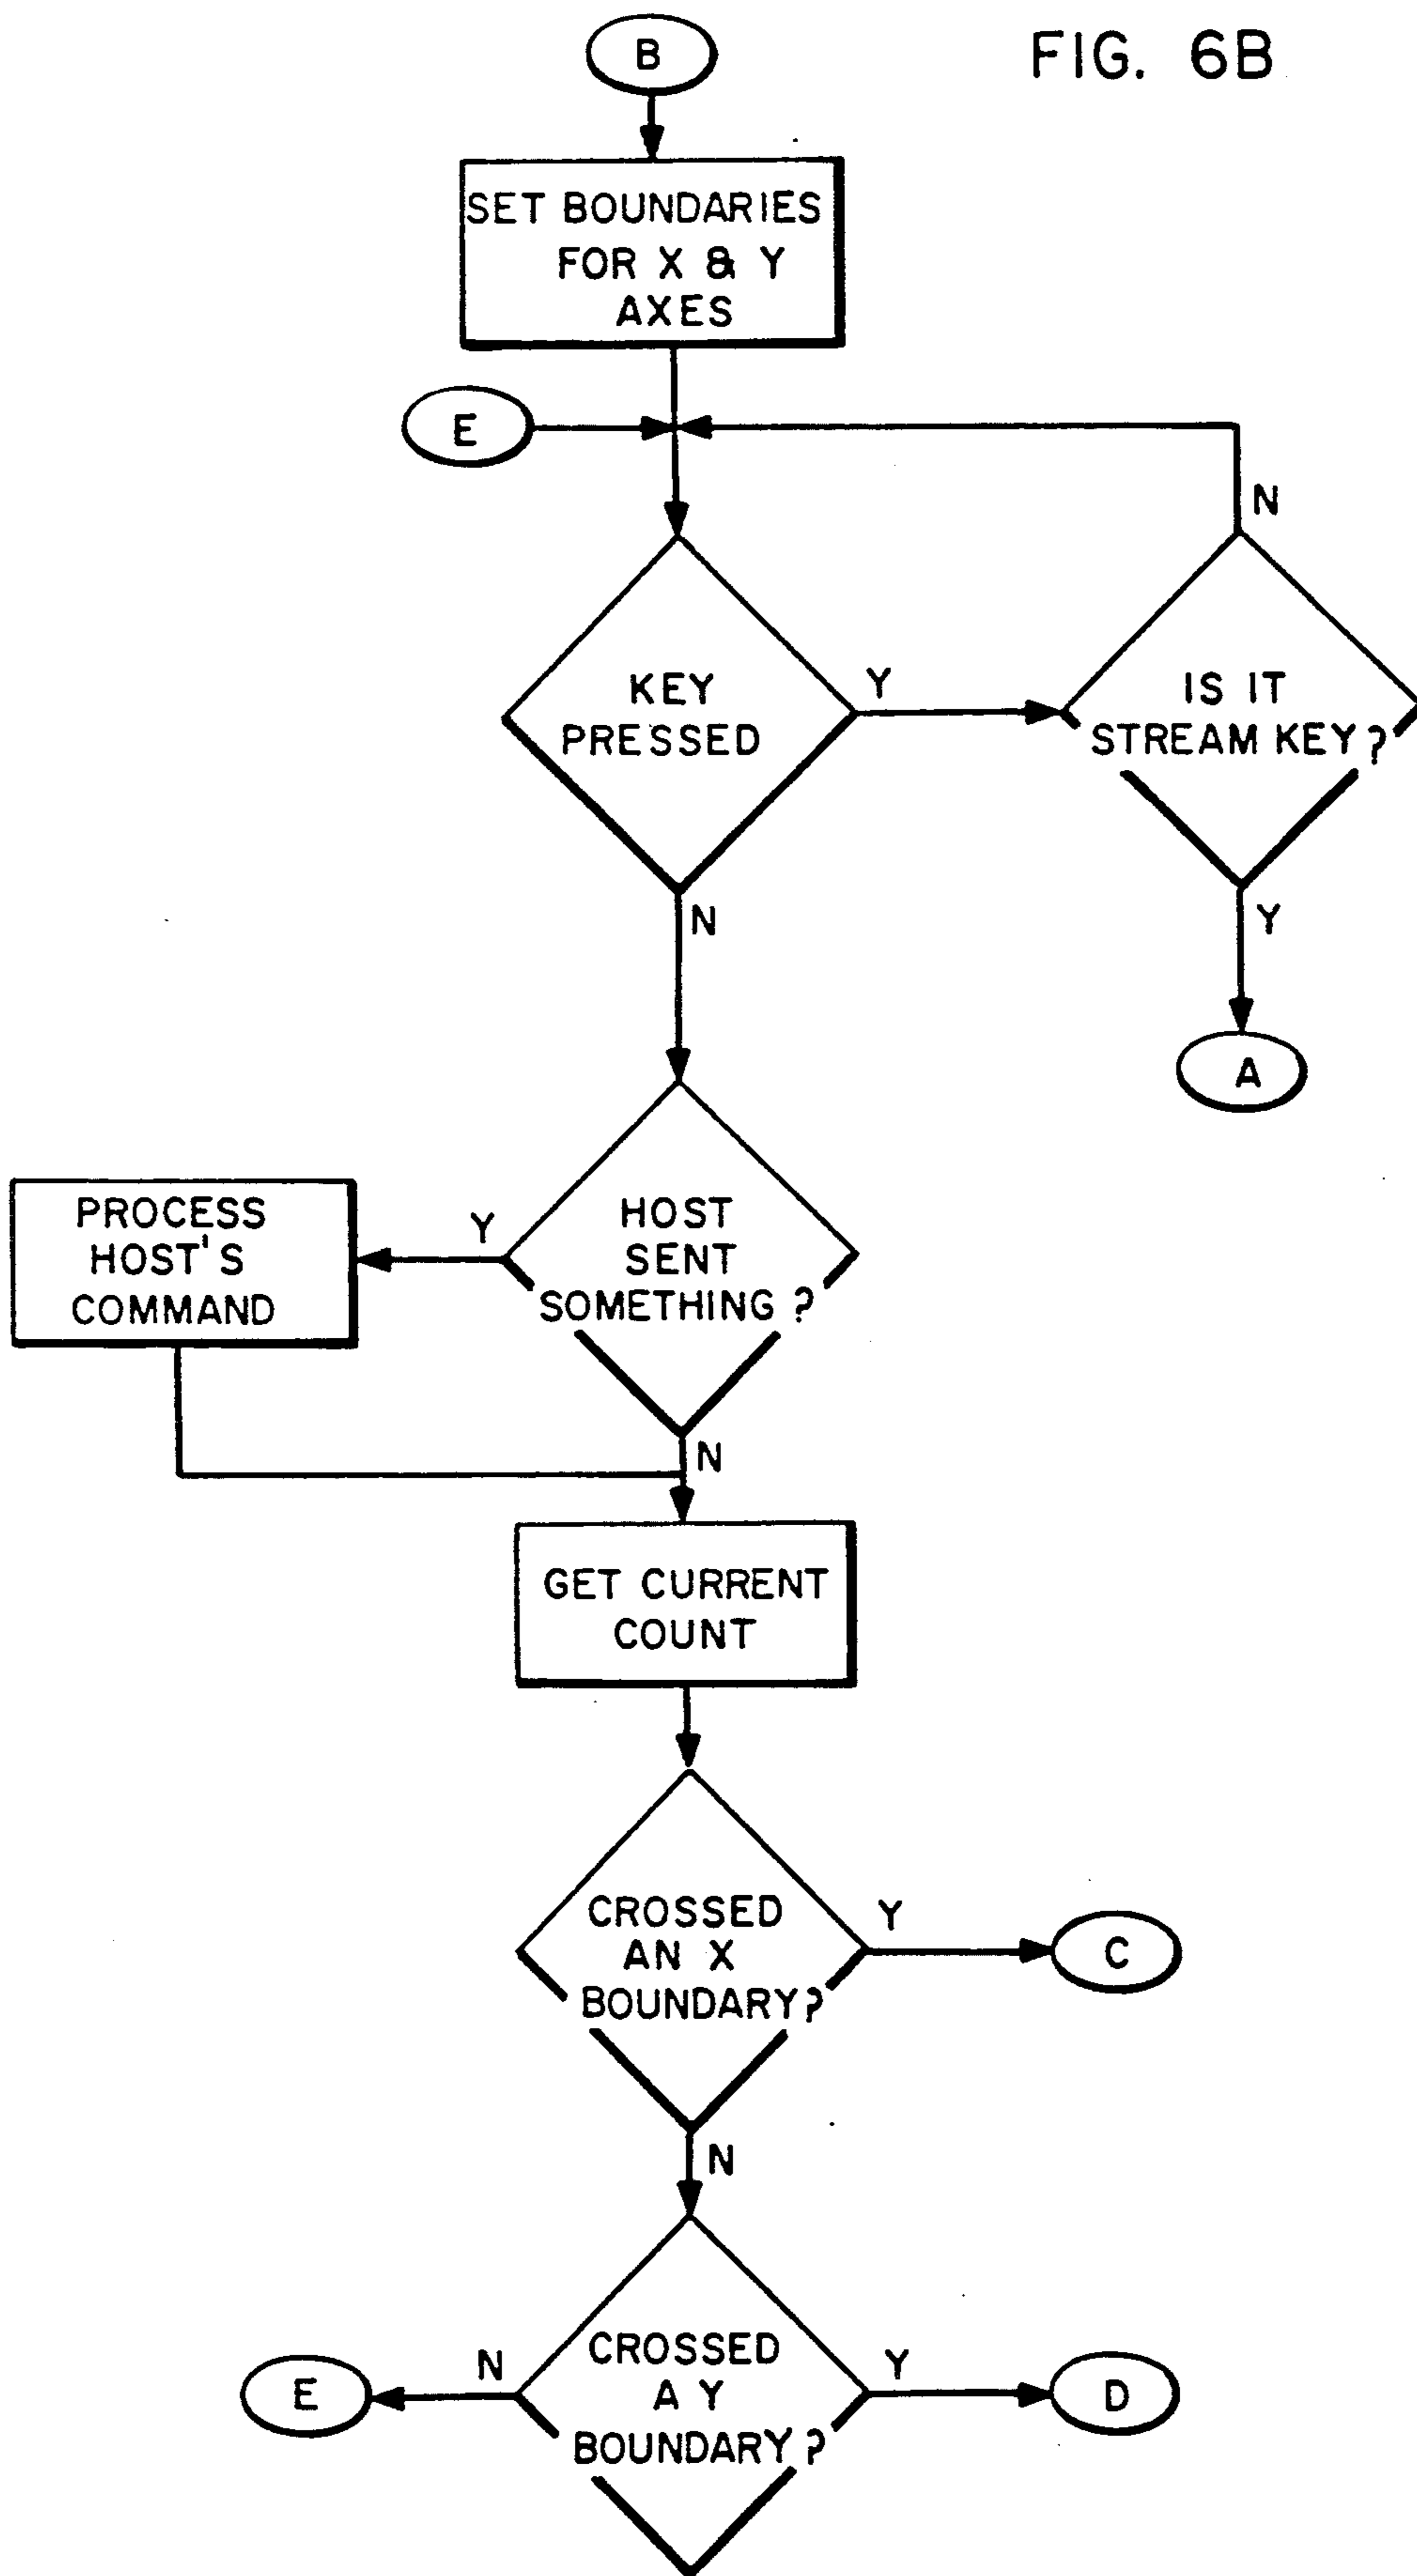 FIG. 6B
B
SET BOUNDARIES
FOR X & Y
AXES
E
N
KEY
PRESSED
Y
IS IT
STREAM KEY?
N
Y
A
PROCESS
HOST'S
COMMAND
Y
HOST
SENT
SOMETHING?
N
GET CURRENT
COUNT
CROSSED
AN X
BOUNDARY?
Y
C
N
E
N
CROSSED
A Y
BOUNDARY?
Y
D